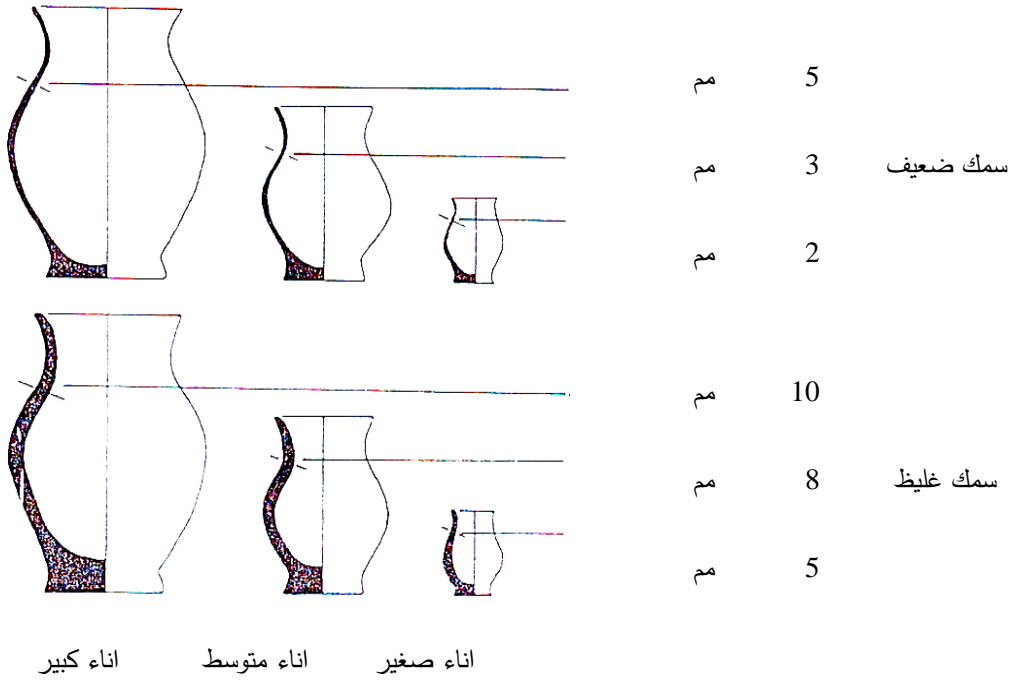 5 مم
سمك ضعيف 3 مم
2 مم
10 مم
سمك غليظ 8 مم
5 مم
اناء صغير اناء متوسط اناء كبير